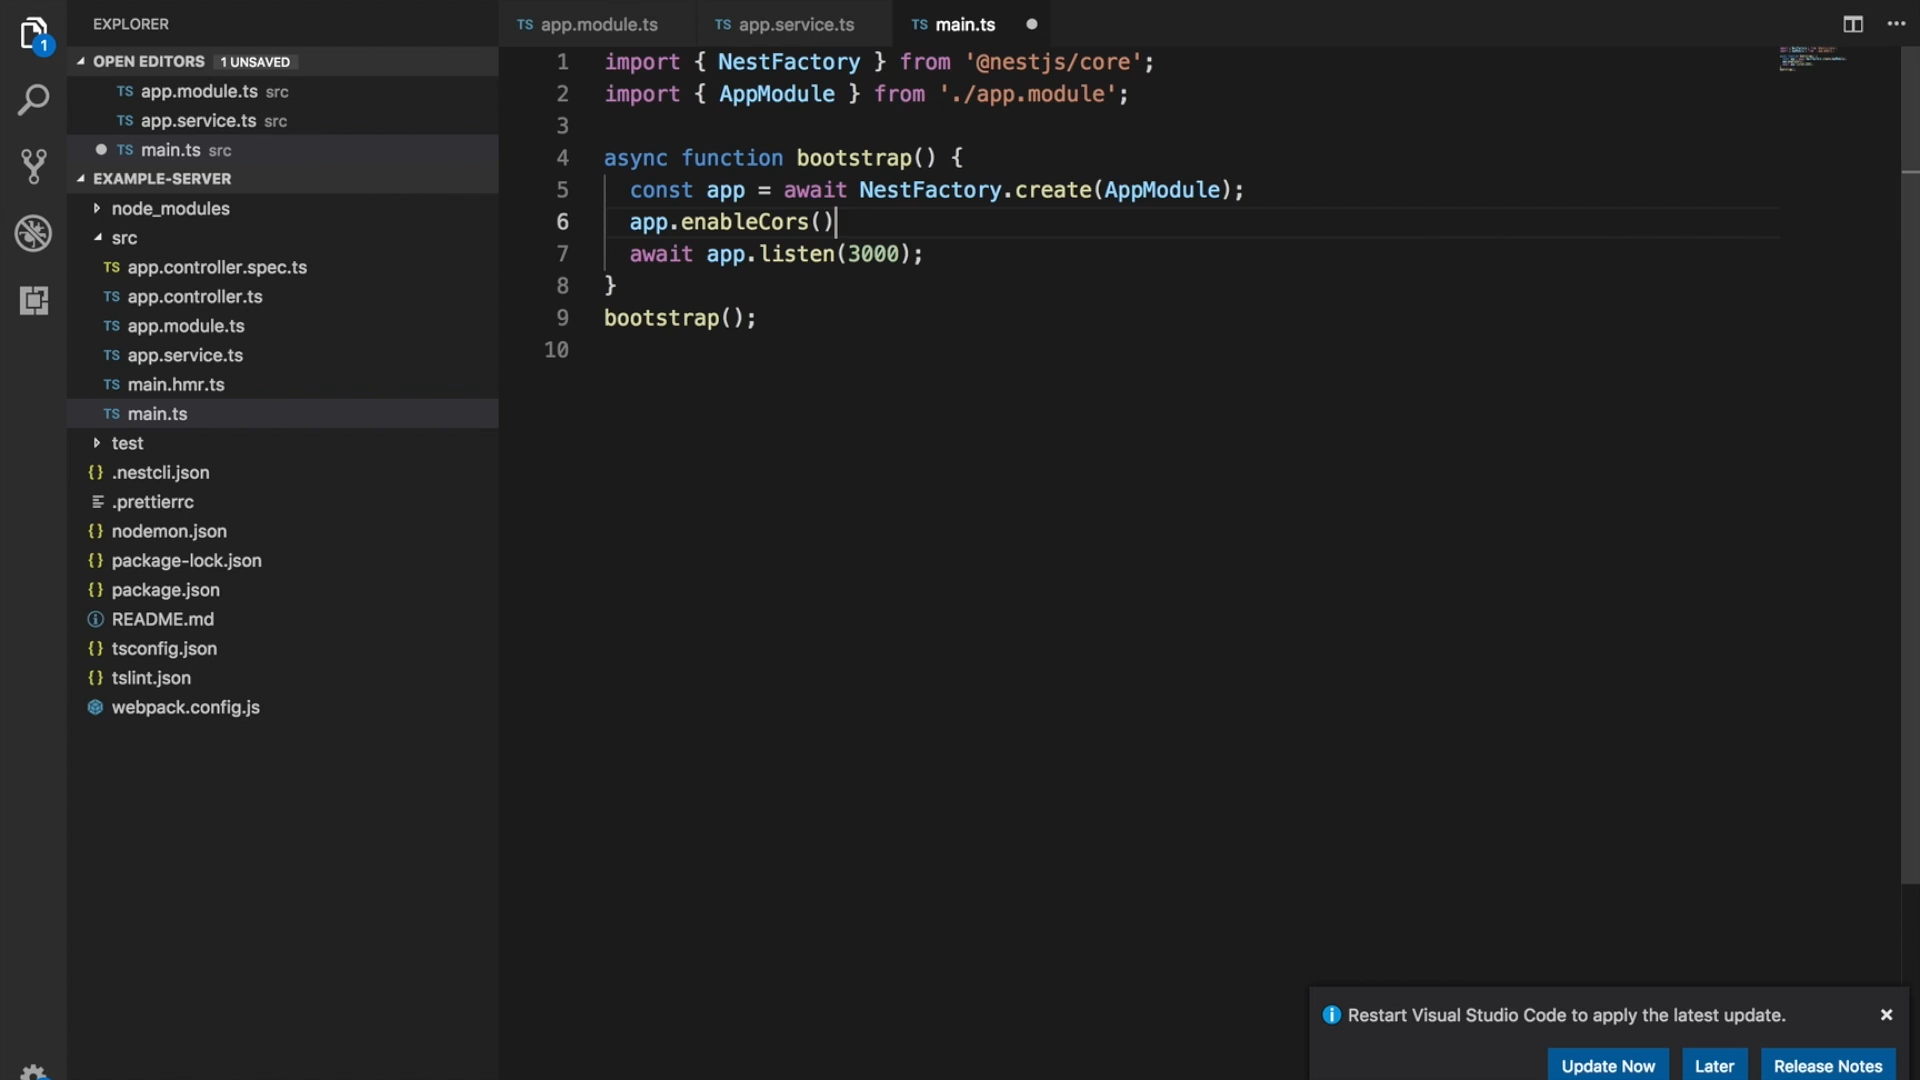 EXPLORER
1
OPEN EDITORS 1 UNSAVED
TS app.module.ts src
TS app.service.ts src
TS main.ts src
EXAMPLE-SERVER
node_modules
src
TS app.controller.spec.ts
TS app.controller.ts
TS app.module.ts
TS app.service.ts
TS main.hmr.ts
TS main.ts
test
{} .nestcli.json
.prettierrc
{} nodemon.json
{} package-lock.json
{} package.json
README.md
{} tsconfig.json
{} tslint.json
webpack.config.js
TS app.module.ts
TS app.service.ts
TS main.ts
1 import { NestFactory } from '@nestjs/core';
2 import { AppModule } from './app.module';
3
4 async function bootstrap() {
5 const app = await NestFactory.create(AppModule);
6 app.enableCors()
7 await app.listen(3000);
8 }
9 bootstrap();
10
Restart Visual Studio Code to apply the latest update.
Update Now
Later
Release Notes